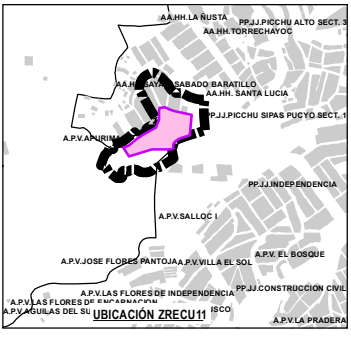 AA.HH.LA ÑUSTA
PP.JJ.PICCHU ALTO SECT. 3
AA.HH.TORRECHAYOC
SABADO BARATILLO
AA.HH. SANTA LUCIA
PP.JJ.PICCHU SIPAS PUCYO SECT. 1
PP.JJ.INDEPENDENCIA
A.P.V.SALLOC I
A.P.V. EL BOSQUE
A.P.V.JOSE FLORES PANTOJA
A.P.V.VILLA EL SOL
A.P.V.LAS FLORES DE INDEPENDENCIA
PP.JJ.CONSTRUCCION CIVIL
A.P.V.LAS FLORES DE ENCARNACION
A.P.V.AGUILAS DEL SU
UBICACIÓN ZRECU11
ISCO
A.P.V.LA PRADERA